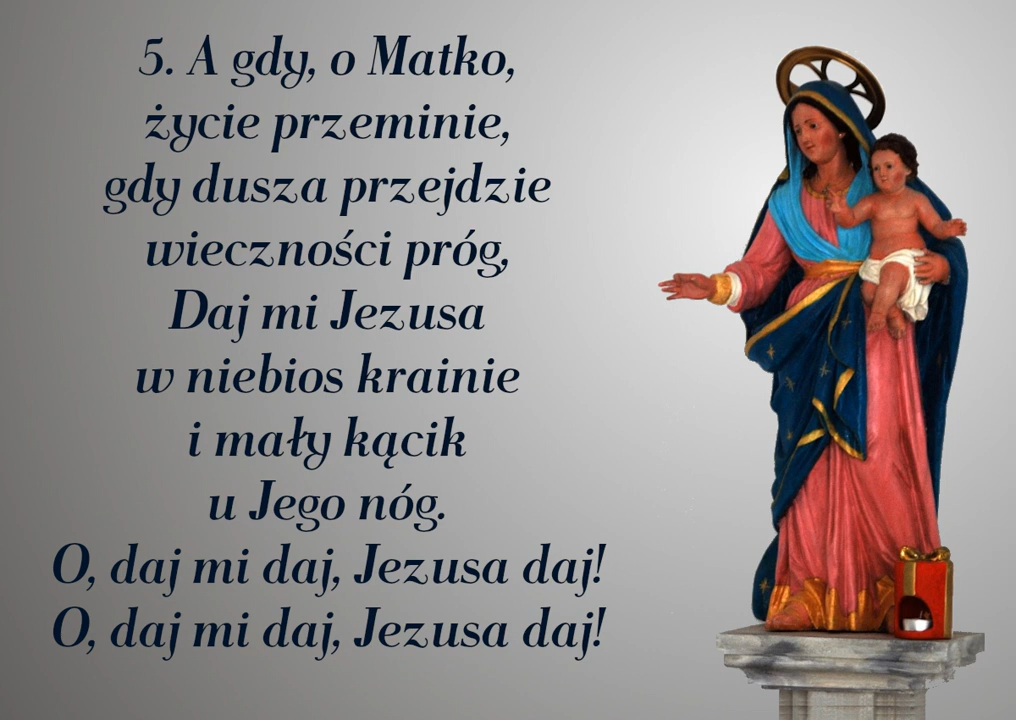 5. A gdy, o Matko,
życie przeminie,
gdy dusza przejdzie
wieczności próg,
Daj mi Jezusa
w niebios krainie
i mały kącik
u Jego nóg.
O, daj mi daj, Jezusa daj!
O, daj mi daj, Jezusa daj!